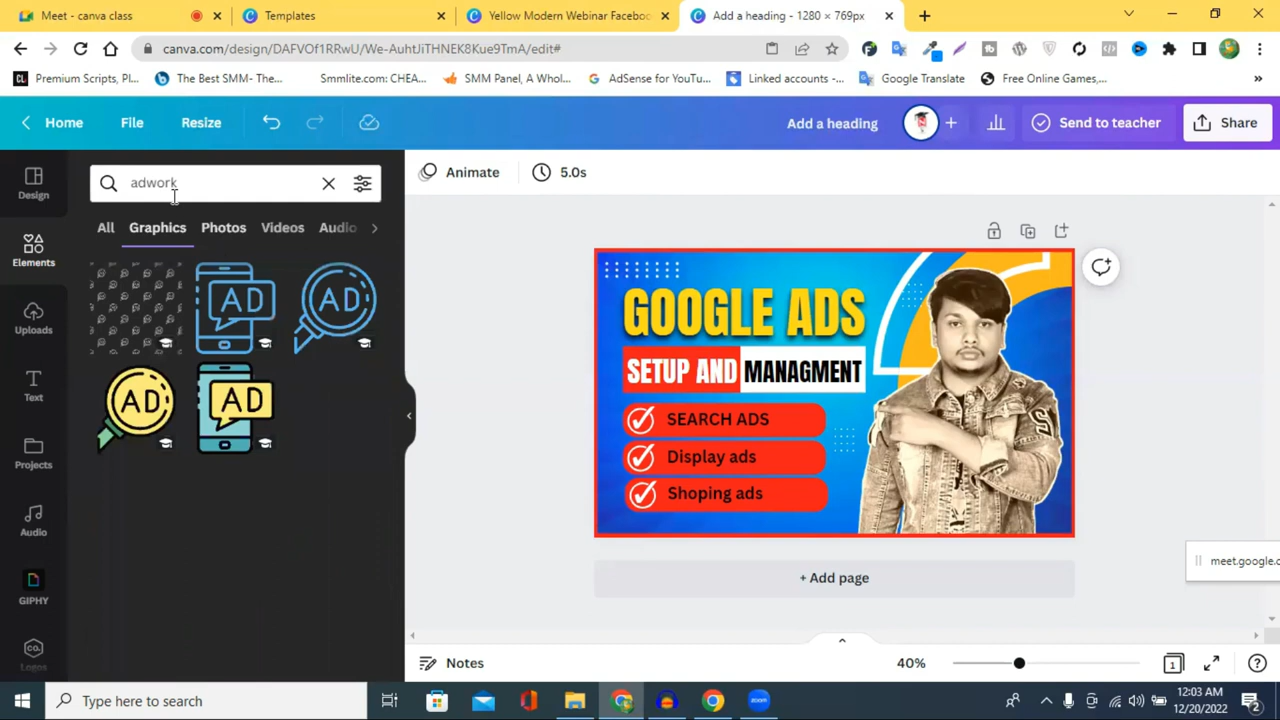 Meet - canva class
Templates
Yellow Modern Webinar Facebo
Add a heading - 1280 × 769px
canva.com/design/DAFVOf1RRwU/We-AuhtJiTHNEK8Kue9TmA/edit#
Premium Scripts, Pl...
The Best SMM- The...
Smmlite.com: CHEA...
SMM Panel, A Whol...
AdSense for YouTu...
Linked accounts -...
Google Translate
Free Online Games,...
Home
File
Resize
Add a heading
Send to teacher
Share
Design
Elements
Uploads
Text
Projects
Audio
GIPHY
Logos
adwork
All
Graphics
Photos
Videos
Audio
AD
AD
AD
AD
Animate
5.0s
GOOGLE ADS
SETUP AND MANAGMENT
SEARCH ADS
Display ads
Shoping ads
+ Add page
meet.google.c
Notes
40%
1
Type here to search
zoom
12:03 AM
12/20/2022
2